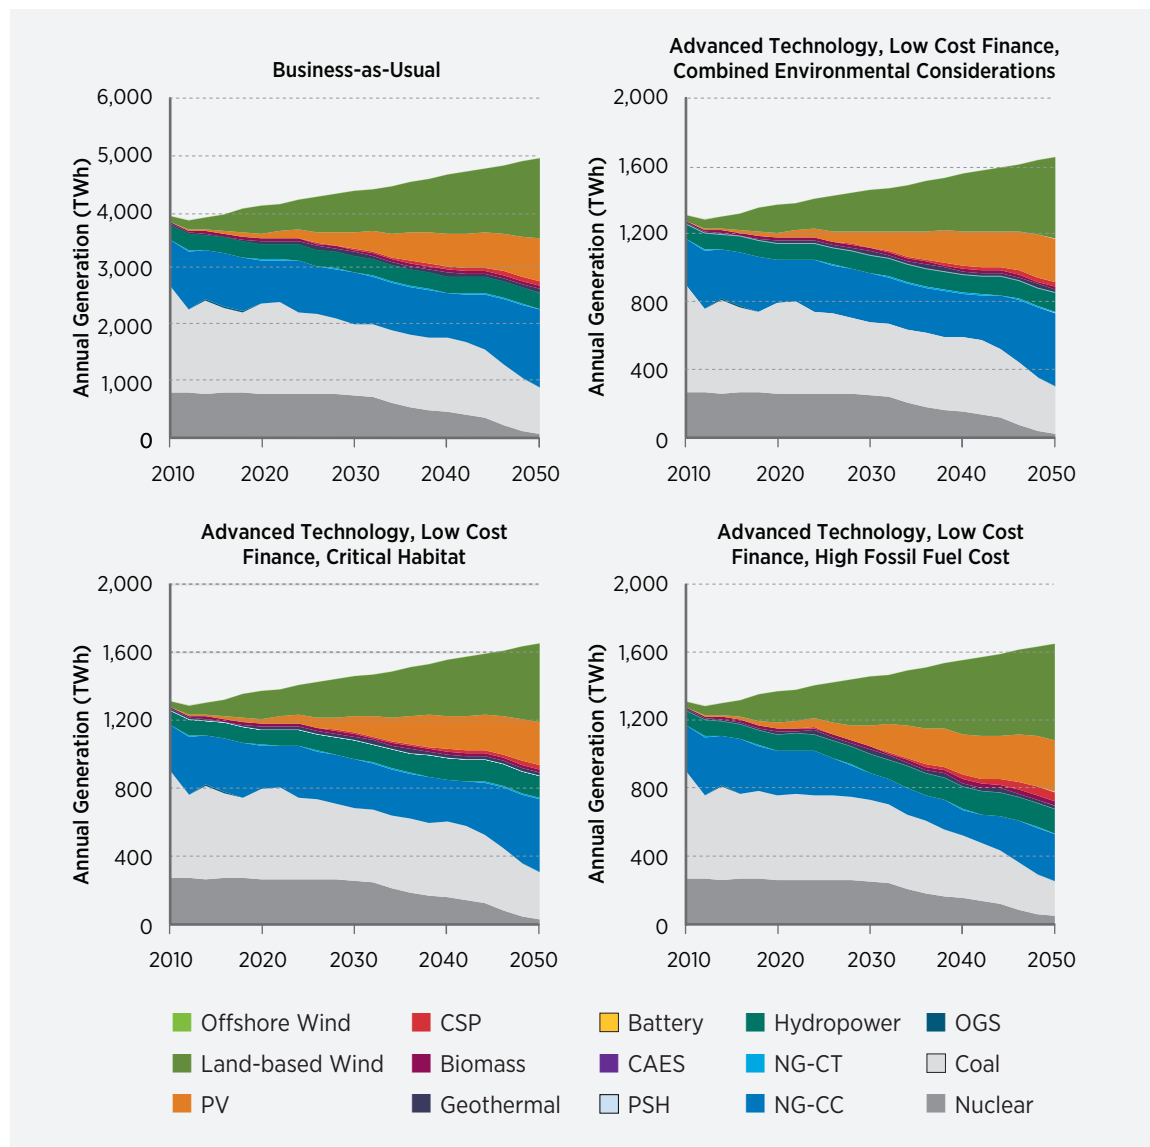 Business-as-Usual
6,000
5,000
4,000
3,000
2,000
1,000
0
Annual Generation (TWh)
2010 2020 2030 2040 2050
Advanced Technology, Low Cost Finance,
Combined Environmental Considerations
2,000
1,600
1,200
800
400
0
Annual Generation (TWh)
2010 2020 2030 2040 2050
Advanced Technology, Low Cost
Finance, Critical Habitat
2,000
1,600
1,200
800
400
0
Annual Generation (TWh)
2010 2020 2030 2040 2050
Advanced Technology, Low Cost
Finance, High Fossil Fuel Cost
2,000
1,600
1,200
800
400
0
Annual Generation (TWh)
2010 2020 2030 2040 2050
Offshore Wind CSP Battery Hydropower OGS
Land-based Wind Biomass CAES NG-CT Coal
PV Geothermal PSH NG-CC Nuclear